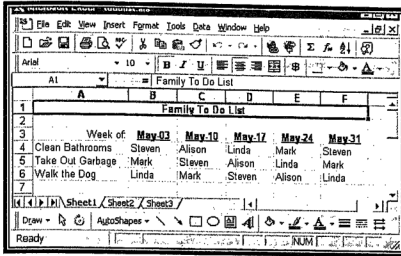 File Edit View Insert Format Tools Data Window Help
Arial 10 B I U $
A1 = Family To Do List
A B C D E F
1 Family To Do List
2
3 Week of: May-03 May-10 May-17 May-24 May-31
4 Clean Bathrooms Steven Alison Linda Mark Steven
5 Take Out Garbage Mark Steven Alison Linda Mark
6 Walk the Dog Linda Mark Steven Alison Linda
7
Sheet1 Sheet2 Sheet3
Draw AutoShapes
Ready NUM